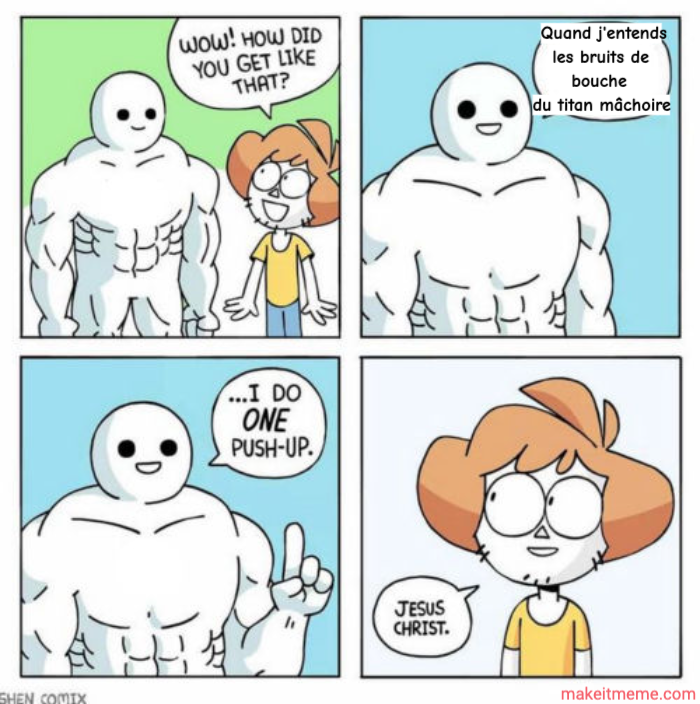 WOW! HOW DID
YOU GET LIKE
THAT?
Quand j'entends
les bruits de
bouche
du titan mâchoire
...I DO
ONE
PUSH-UP.
JESUS
CHRIST.
SHEN COMIX
makeitmeme.com